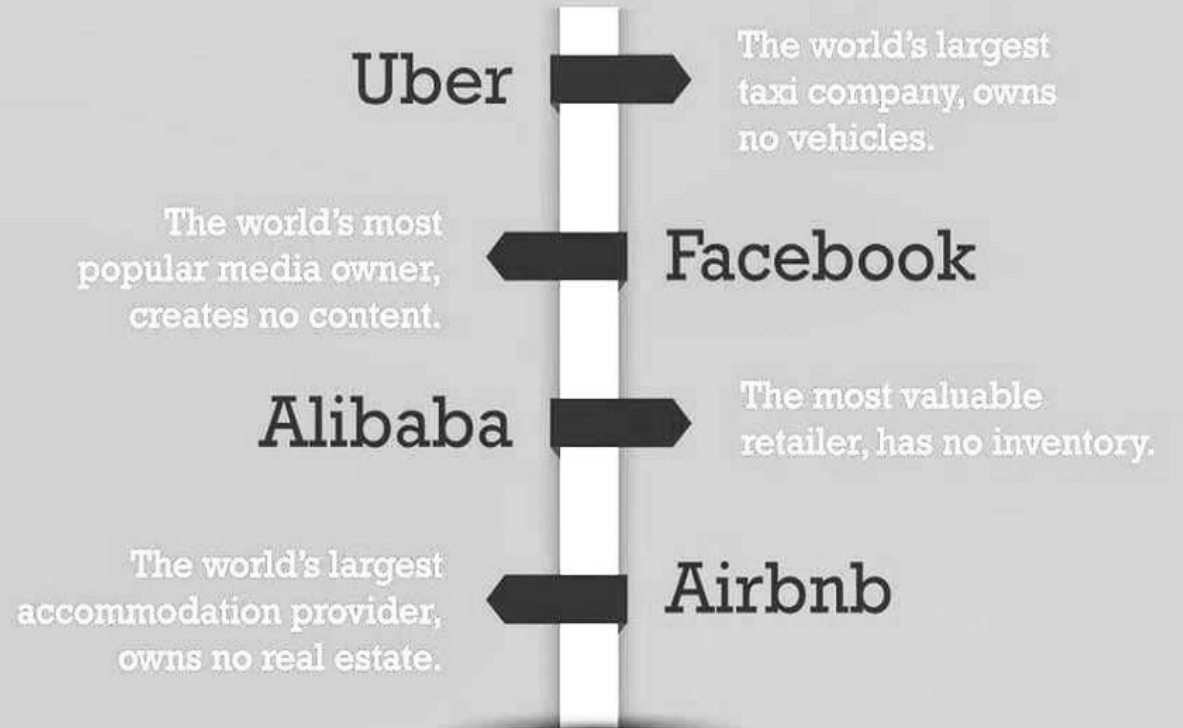 Uber
The world's largest
taxi company, owns
no vehicles.
The world's most
popular media owner,
creates no content.
Facebook
Alibaba
The most valuable
retailer, has no inventory.
The world's largest
accommodation provider,
owns no real estate.
Airbnb